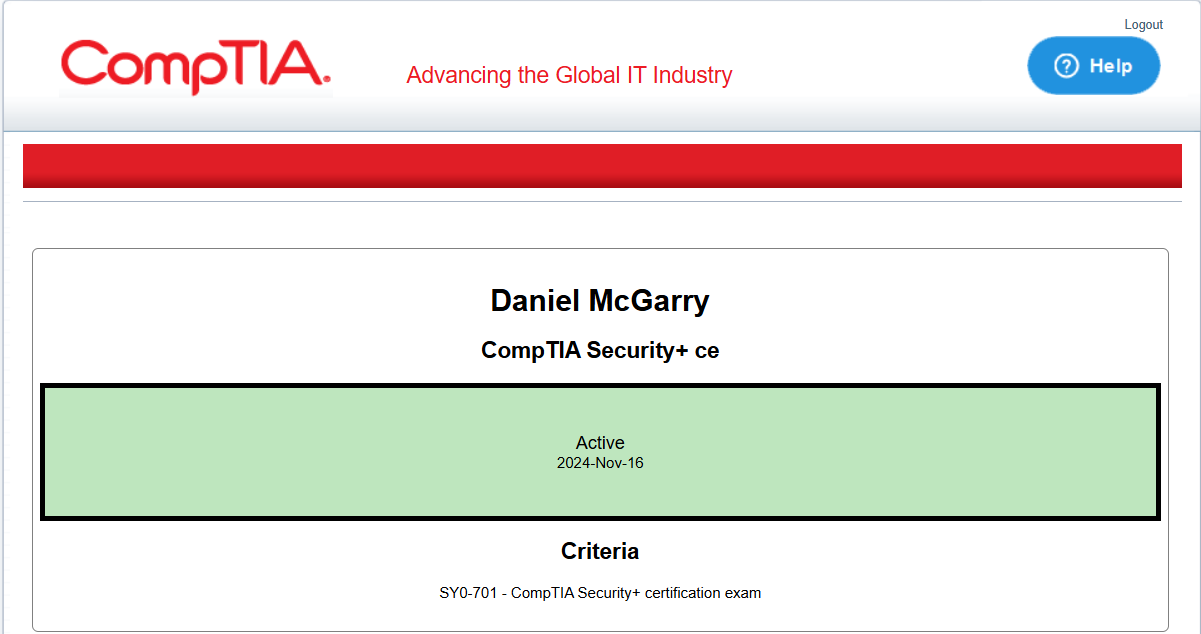 Logout
CompTIA.
Advancing the Global IT Industry
? Help
Daniel McGarry
CompTIA Security+ ce
Active
2024-Nov-16
Criteria
SY0-701 - CompTIA Security+ certification exam